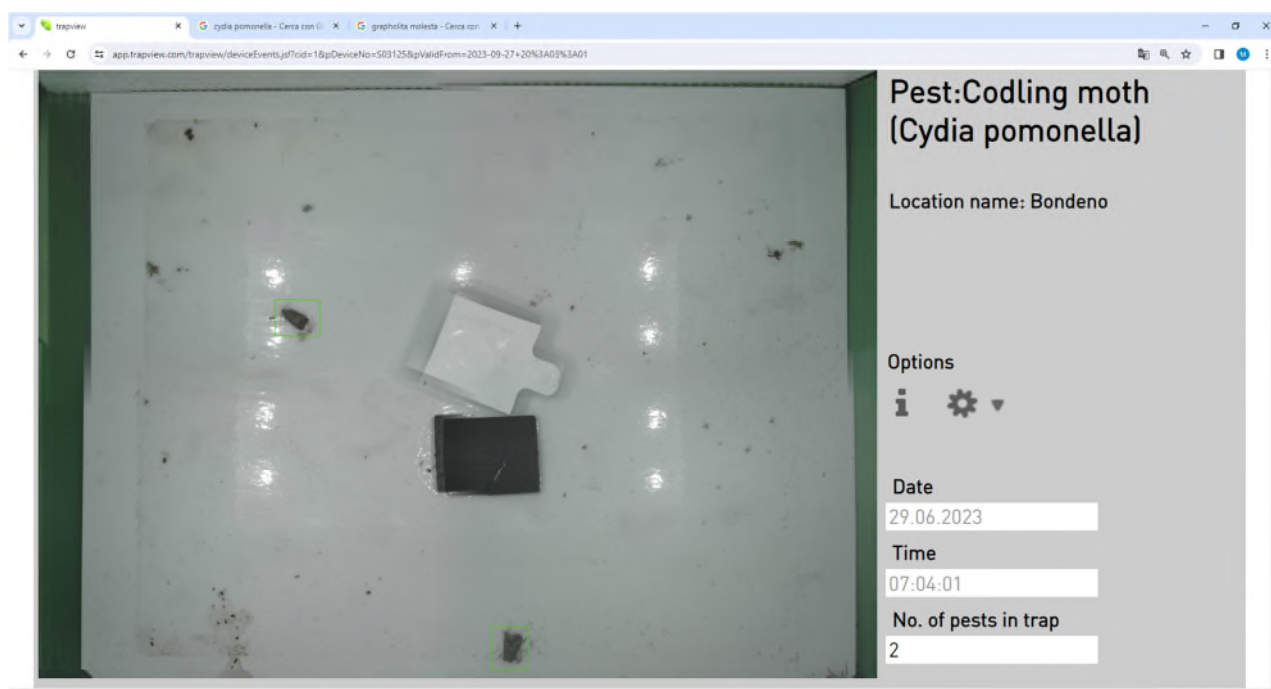 trapview
cydia pomonella - Cerca con G
grapholita molesta - Cerca con
app.trapview.com/trapview/deviceEvents.jsf?cid=1&pDeviceNo=S03125&pValidFrom=2023-09-27+20%3A03%3A01
Pest:Codling moth
(Cydia pomonella)
Location name: Bondeno
Options
Date
29.06.2023
Time
07:04:01
No. of pests in trap
2